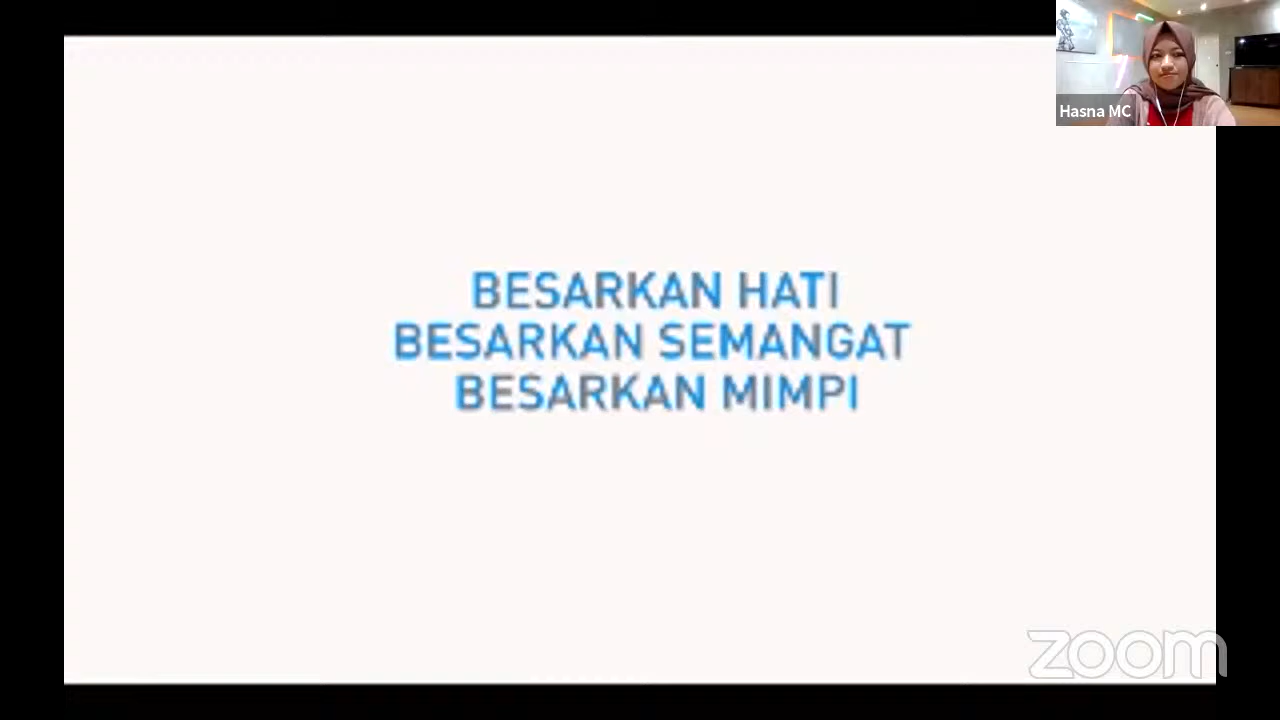 Hasna MC
BESARKAN HATI
BESARKAN SEMANGAT
BESARKAN MIMPI
zoom